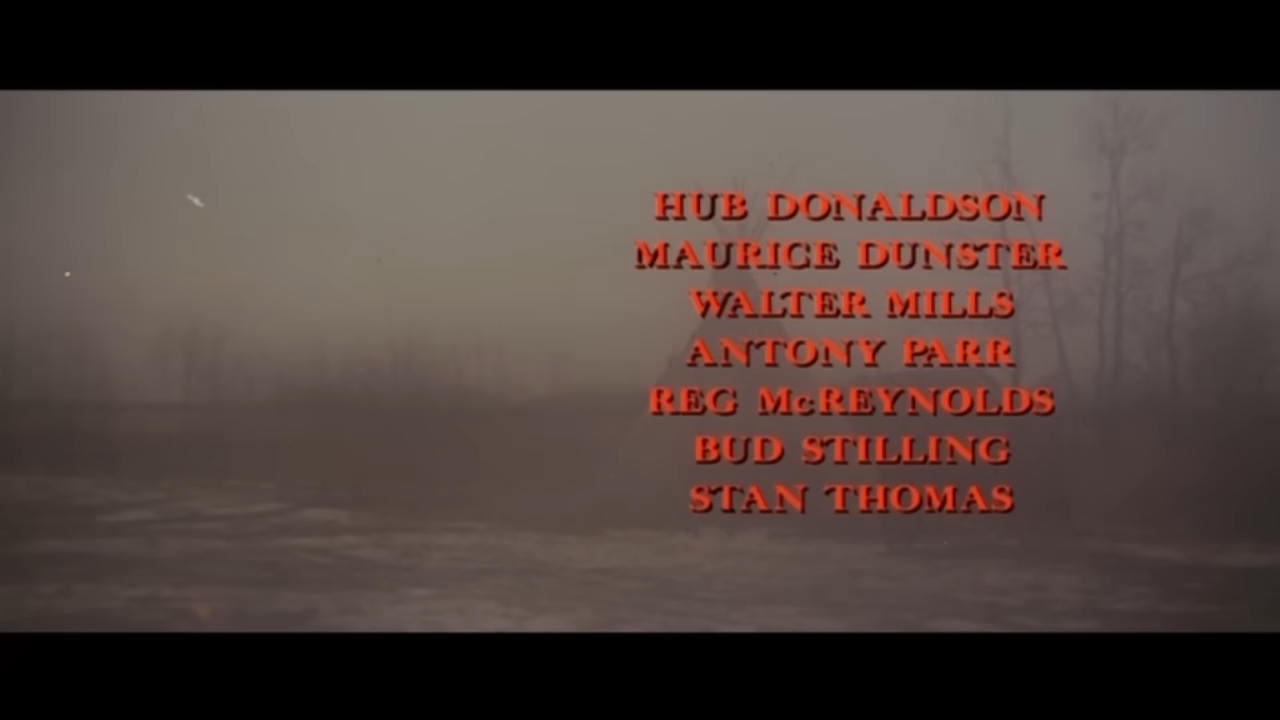 HUB DONALDSON
MAURICE DUNSTER
WALTER MILLS
ANTONY PARR
REG McREYNOLDS
BUD STILLING
STAN THOMAS